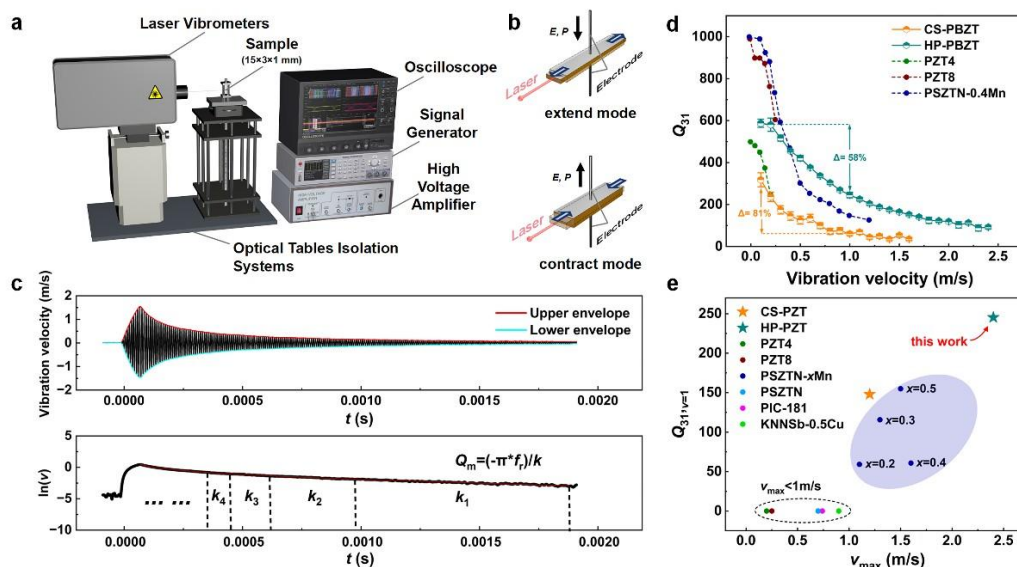 a
Laser Vibrometers
Sample
(15×3×1 mm)
Oscilloscope
Signal
Generator
High
Voltage
Amplifier
Optical Tables Isolation
Systems
b
E, P
Laser
Electrode
extend mode
E, P
Laser
Electrode
contract mode
c
Vibration velocity (m/s)
2
1
0
−1
−2
Upper envelope
Lower envelope
0.0000 0.0005 0.0010 0.0015 0.0020
t (s)
ln(v)
5
0
−5
−10
Qm=(-π*fr)/k
... ...
k4 k3 k2 k1
0.0000 0.0005 0.0010 0.0015 0.0020
t (s)
d
Q31
1000
800
600
400
200
0
CS-PBZT
HP-PBZT
PZT4
PZT8
PSZTN-0.4Mn
Δ= 58%
Δ= 81%
0.0 0.5 1.0 1.5 2.0 2.5
Vibration velocity (m/s)
e
Q31,v=1
250
200
150
100
50
0
CS-PZT
HP-PZT
PZT4
PZT8
PSZTN-xMn
PSZTN
PIC-181
KNNSb-0.5Cu
this work
x=0.5
x=0.3
x=0.2
x=0.4
vmax<1m/s
0.0 0.5 1.0 1.5 2.0 2.5
vmax (m/s)